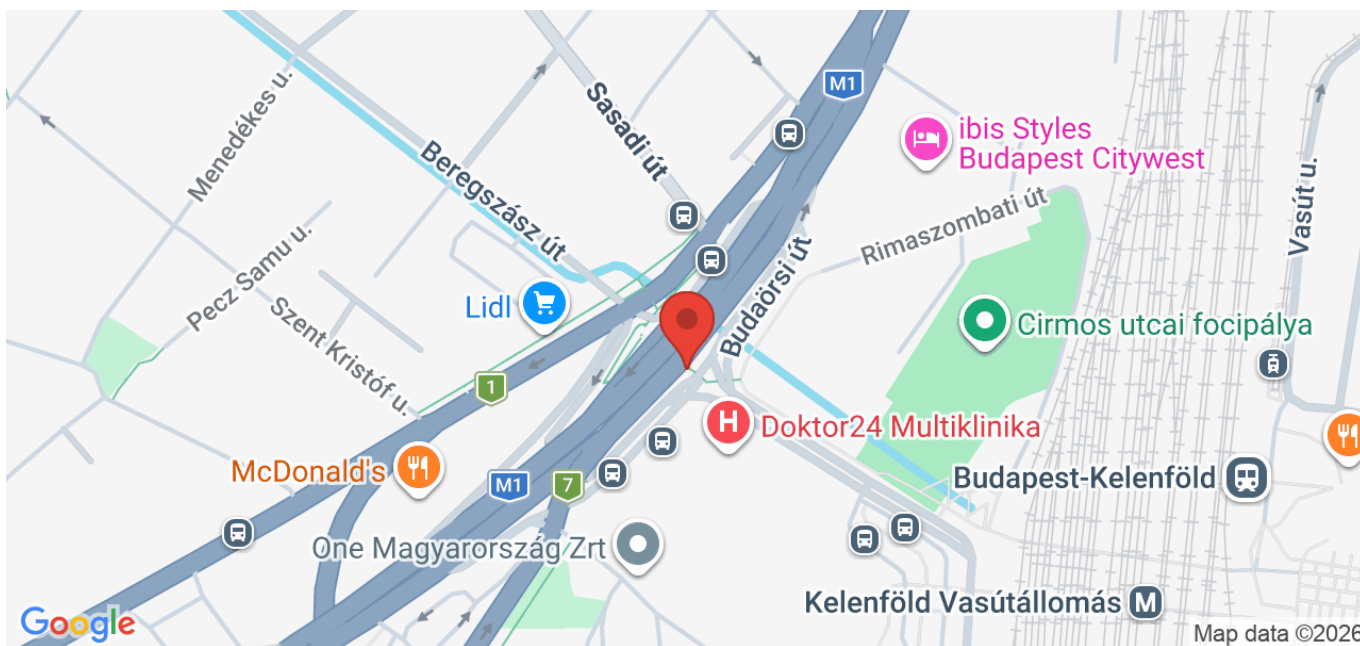 M1
ibis Styles
Budapest Citywest
Menedékes u.
Sasadi út
Beregszász út
Vasút u.
Rimaszombati út
Pecz Samu u.
Lidl
Budaörsi út
Cirmos utcai focipálya
Szent Kristóf u.
1
H
Doktor24 Multiklinika
McDonald's
M1
7
Budapest-Kelenföld
One Magyarország Zrt
Kelenföld Vasútállomás
M
Google
Map data ©2026